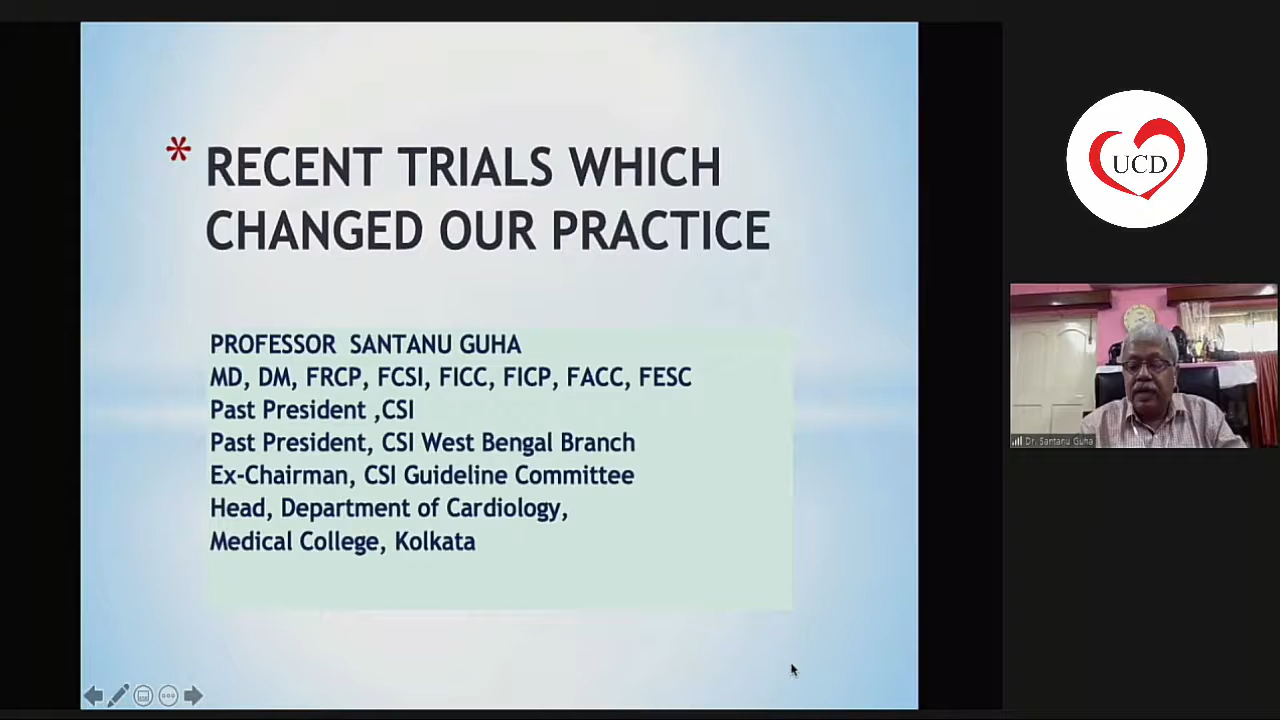 * RECENT TRIALS WHICH
CHANGED OUR PRACTICE
PROFESSOR SANTANU GUHA
MD, DM, FRCP, FCSI, FICC, FICP, FACC, FESC
Past President ,CSI
Past President, CSI West Bengal Branch
Ex-Chairman, CSI Guideline Committee
Head, Department of Cardiology,
Medical College, Kolkata
UCD
Dr. Santanu Guha